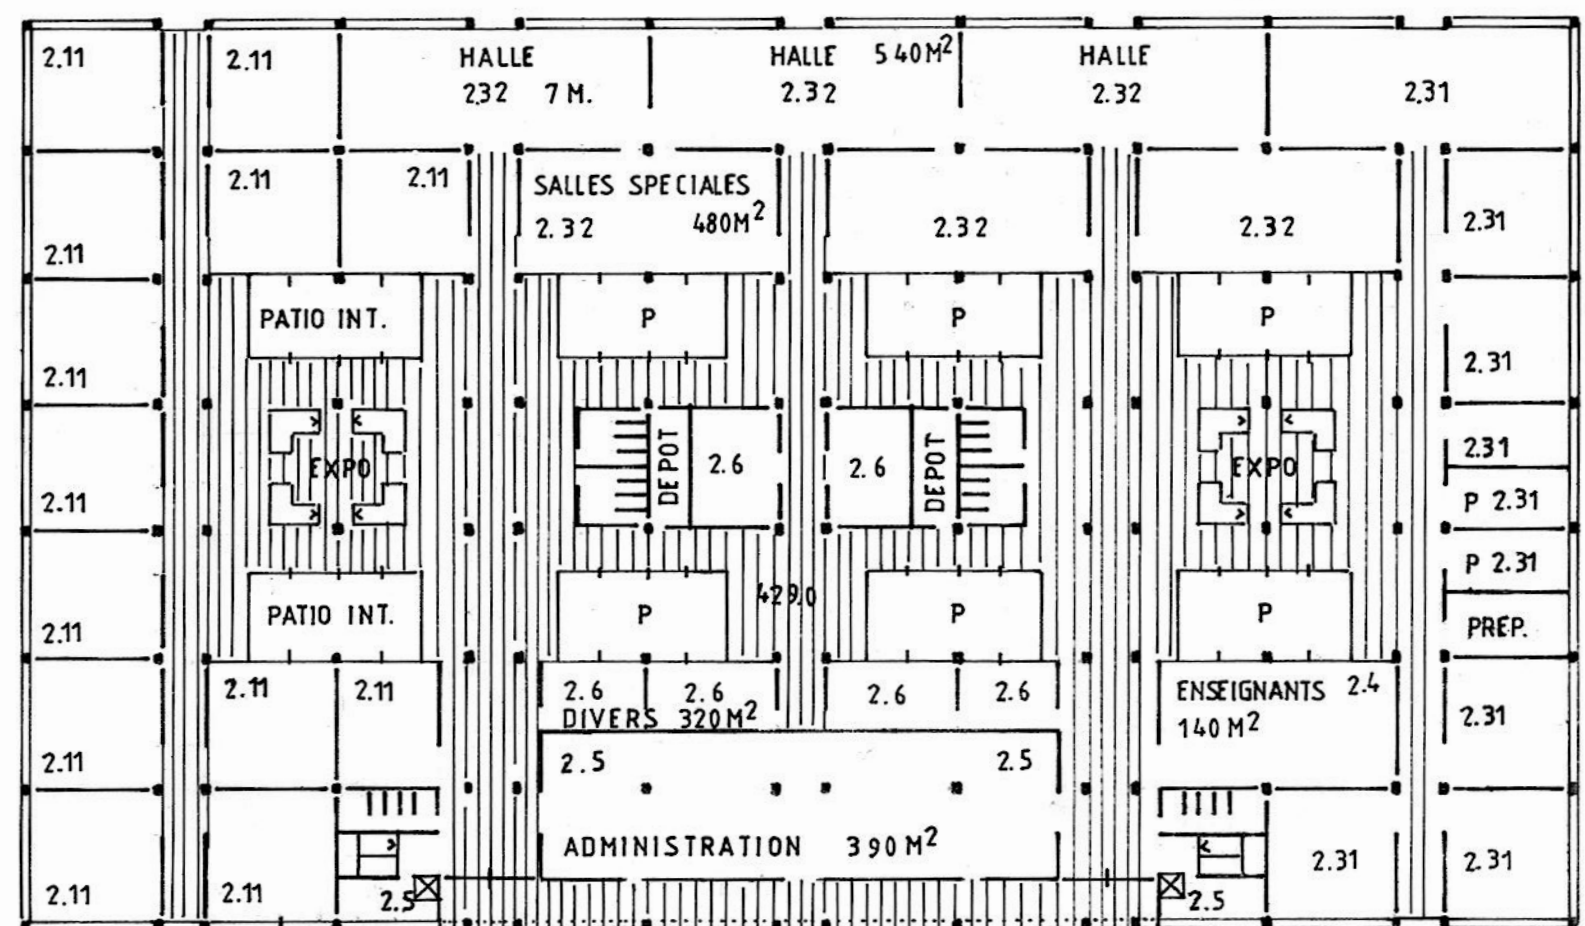 2.11 2.11 HALLE HALLE 540M² HALLE
232 7 M. 2.32 2.32 2.31
2.11 2.11 SALLES SPECIALES
2.32 480M² 2.32 2.32 2.31
2.11
PATIO INT. P P P
2.11 2.31
2.31
EXPO DEPOT 2.6 2.6 DEPOT EXPO
2.11 P 2.31
P 2.31
4290
PATIO INT. P P P
2.11 PREP.
2.11 2.11 2.6 2.6 2.6 2.6 ENSEIGNANTS 2.4
DIVERS 320M² 140 M² 2.31
2.11 2.5 2.5
ADMINISTRATION 390M² 2.31 2.31
2.11 2.11 2.5 2.5